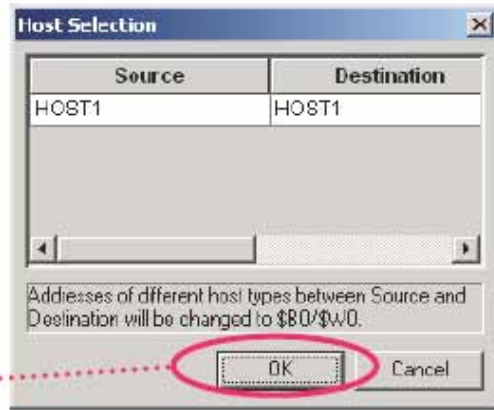 Host Selection
Source Destination
HOST1 HOST1
Addresses of different host types between Source and
Destination will be changed to $B0/$W0.
OK Cancel